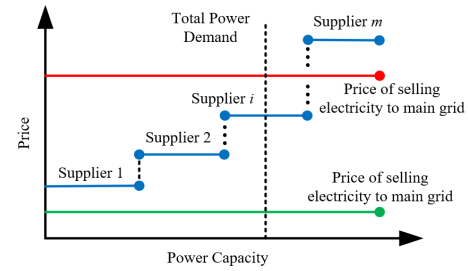 Total Power
Demand
Supplier m
Price of selling
electricity to main grid
Supplier i
Supplier 2
Supplier 1
Price of selling
electricity to main grid
Price
Power Capacity